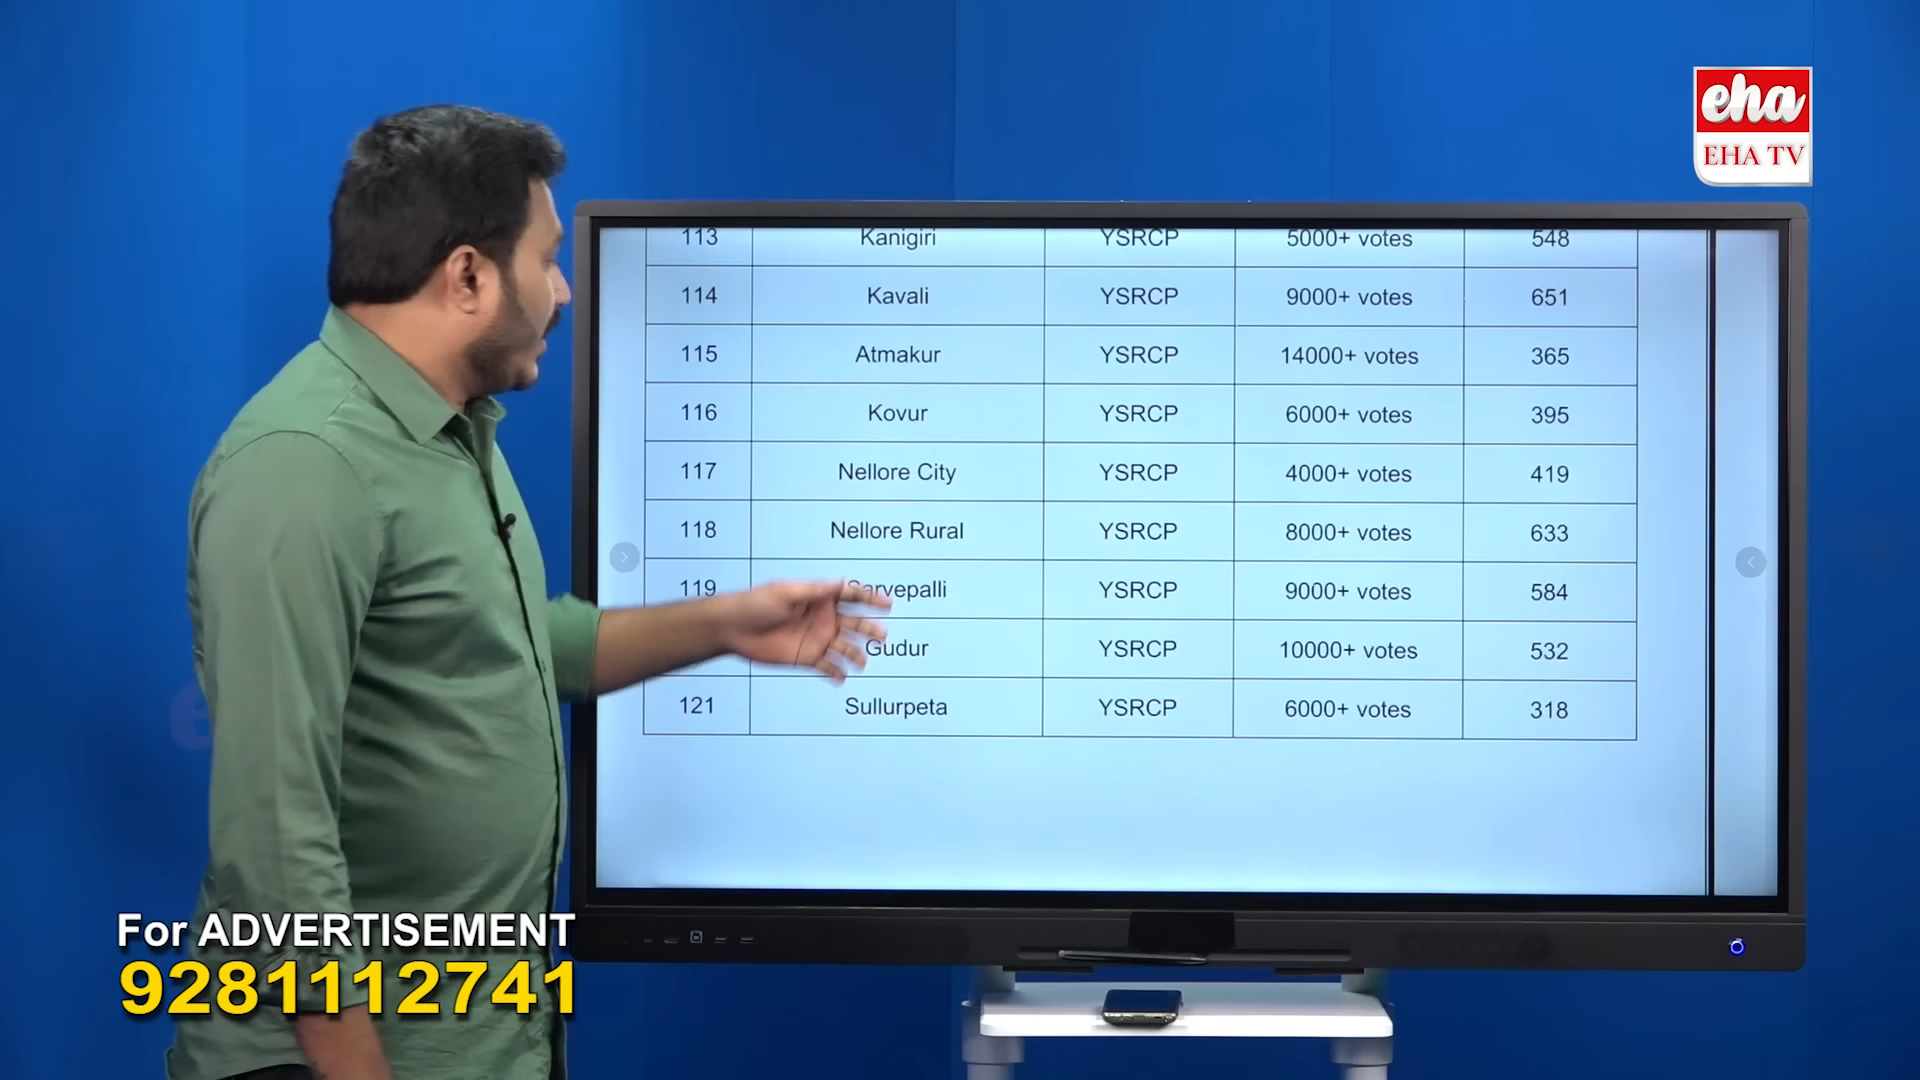 eha
EHA TV
113 Kanigiri YSRCP 5000+ votes 548
114 Kavali YSRCP 9000+ votes 651
115 Atmakur YSRCP 14000+ votes 365
116 Kovur YSRCP 6000+ votes 395
117 Nellore City YSRCP 4000+ votes 419
118 Nellore Rural YSRCP 8000+ votes 633
119 Sarvepalli YSRCP 9000+ votes 584
Gudur YSRCP 10000+ votes 532
121 Sullurpeta YSRCP 6000+ votes 318
For ADVERTISEMENT
9281112741